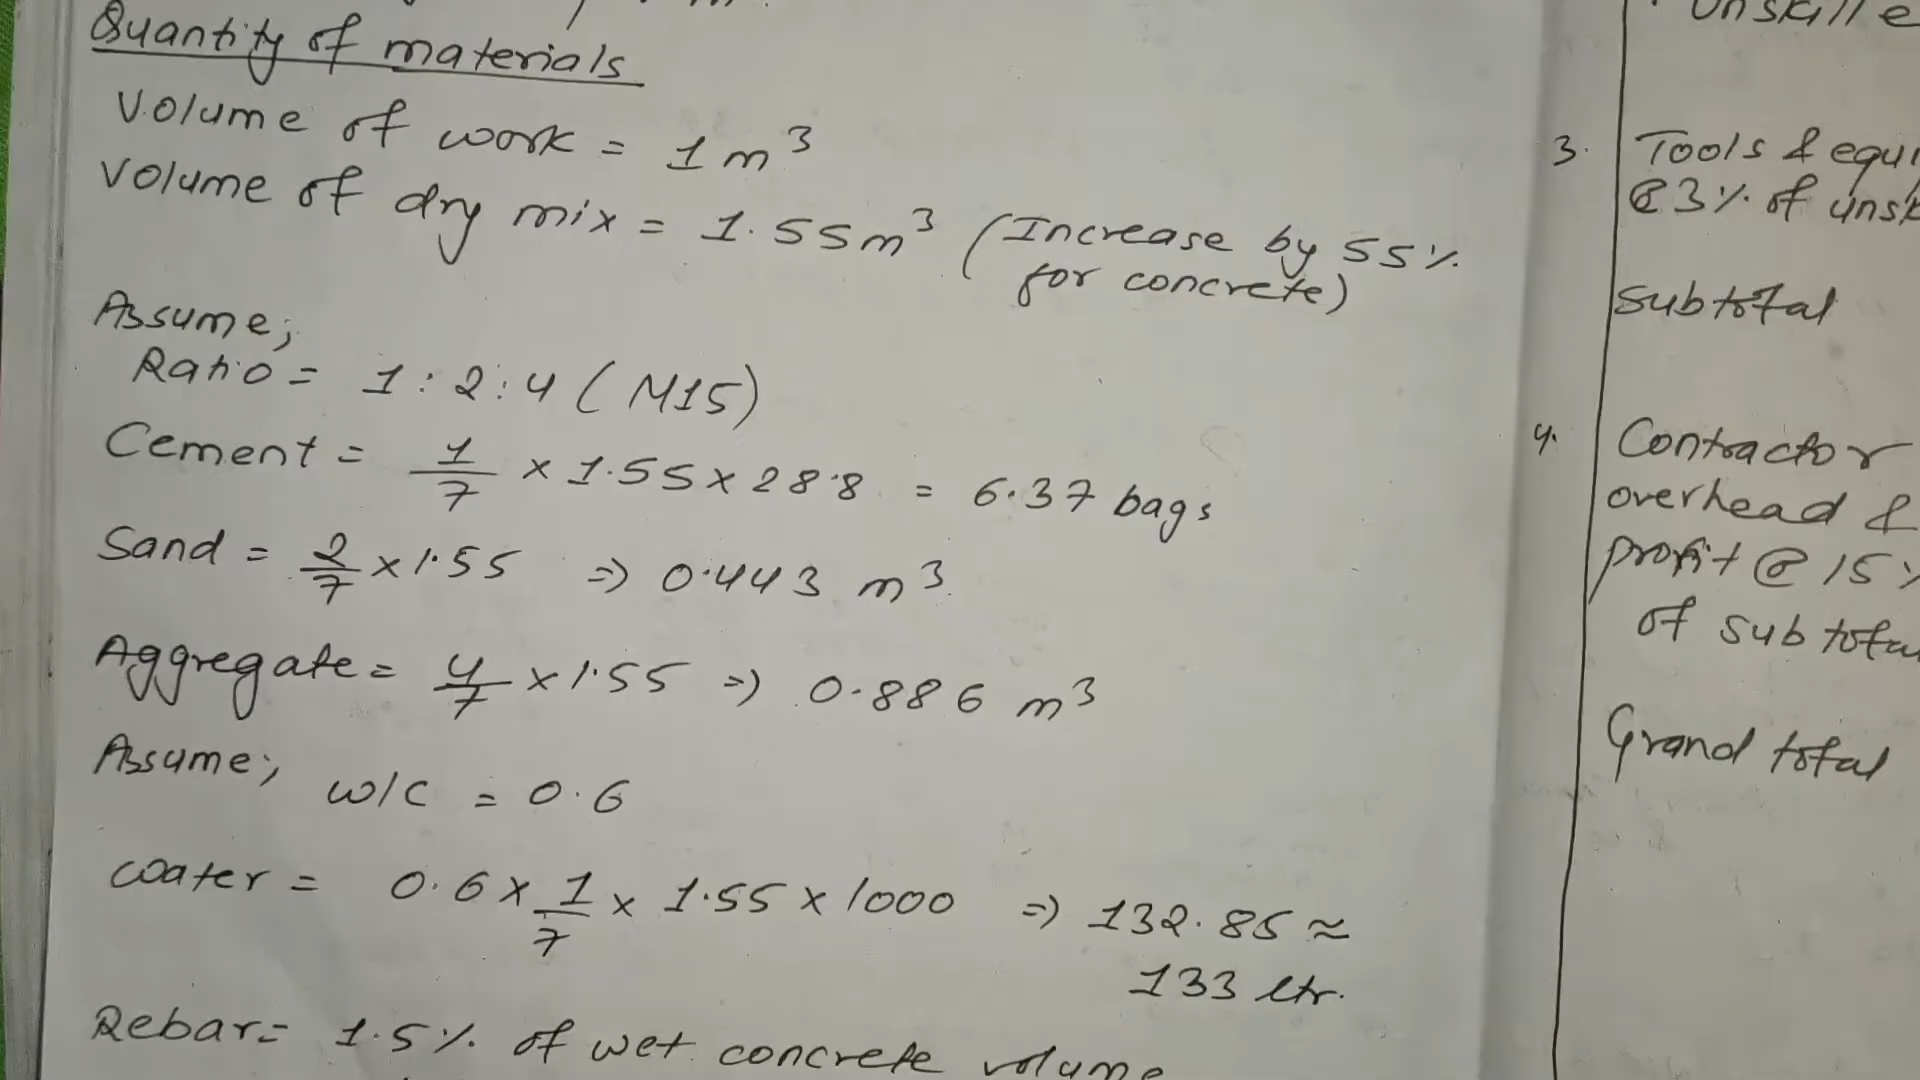 Quantity of materials
Volume of work = 1 m³
Volume of dry mix = 1.55m³ (Increase by 55%
for concrete)
Assume;
Ratio = 1:2:4 (M15)
Cement = 1/7 × 1.55 × 28.8 = 6.37 bags
Sand = 2/7 × 1.55 => 0.443 m³
Aggregate = 4/7 × 1.55 => 0.886 m³
Assume;
w/c = 0.6
water = 0.6 × 1/7 × 1.55 × 1000 => 132.85 ≈
133 ltr.
Rebar = 1.5% of wet concrete volume
3. Tools &
@ 3% of
Subtotal
4. Contractor
overhead &
profit @ 15%
of
Grand total